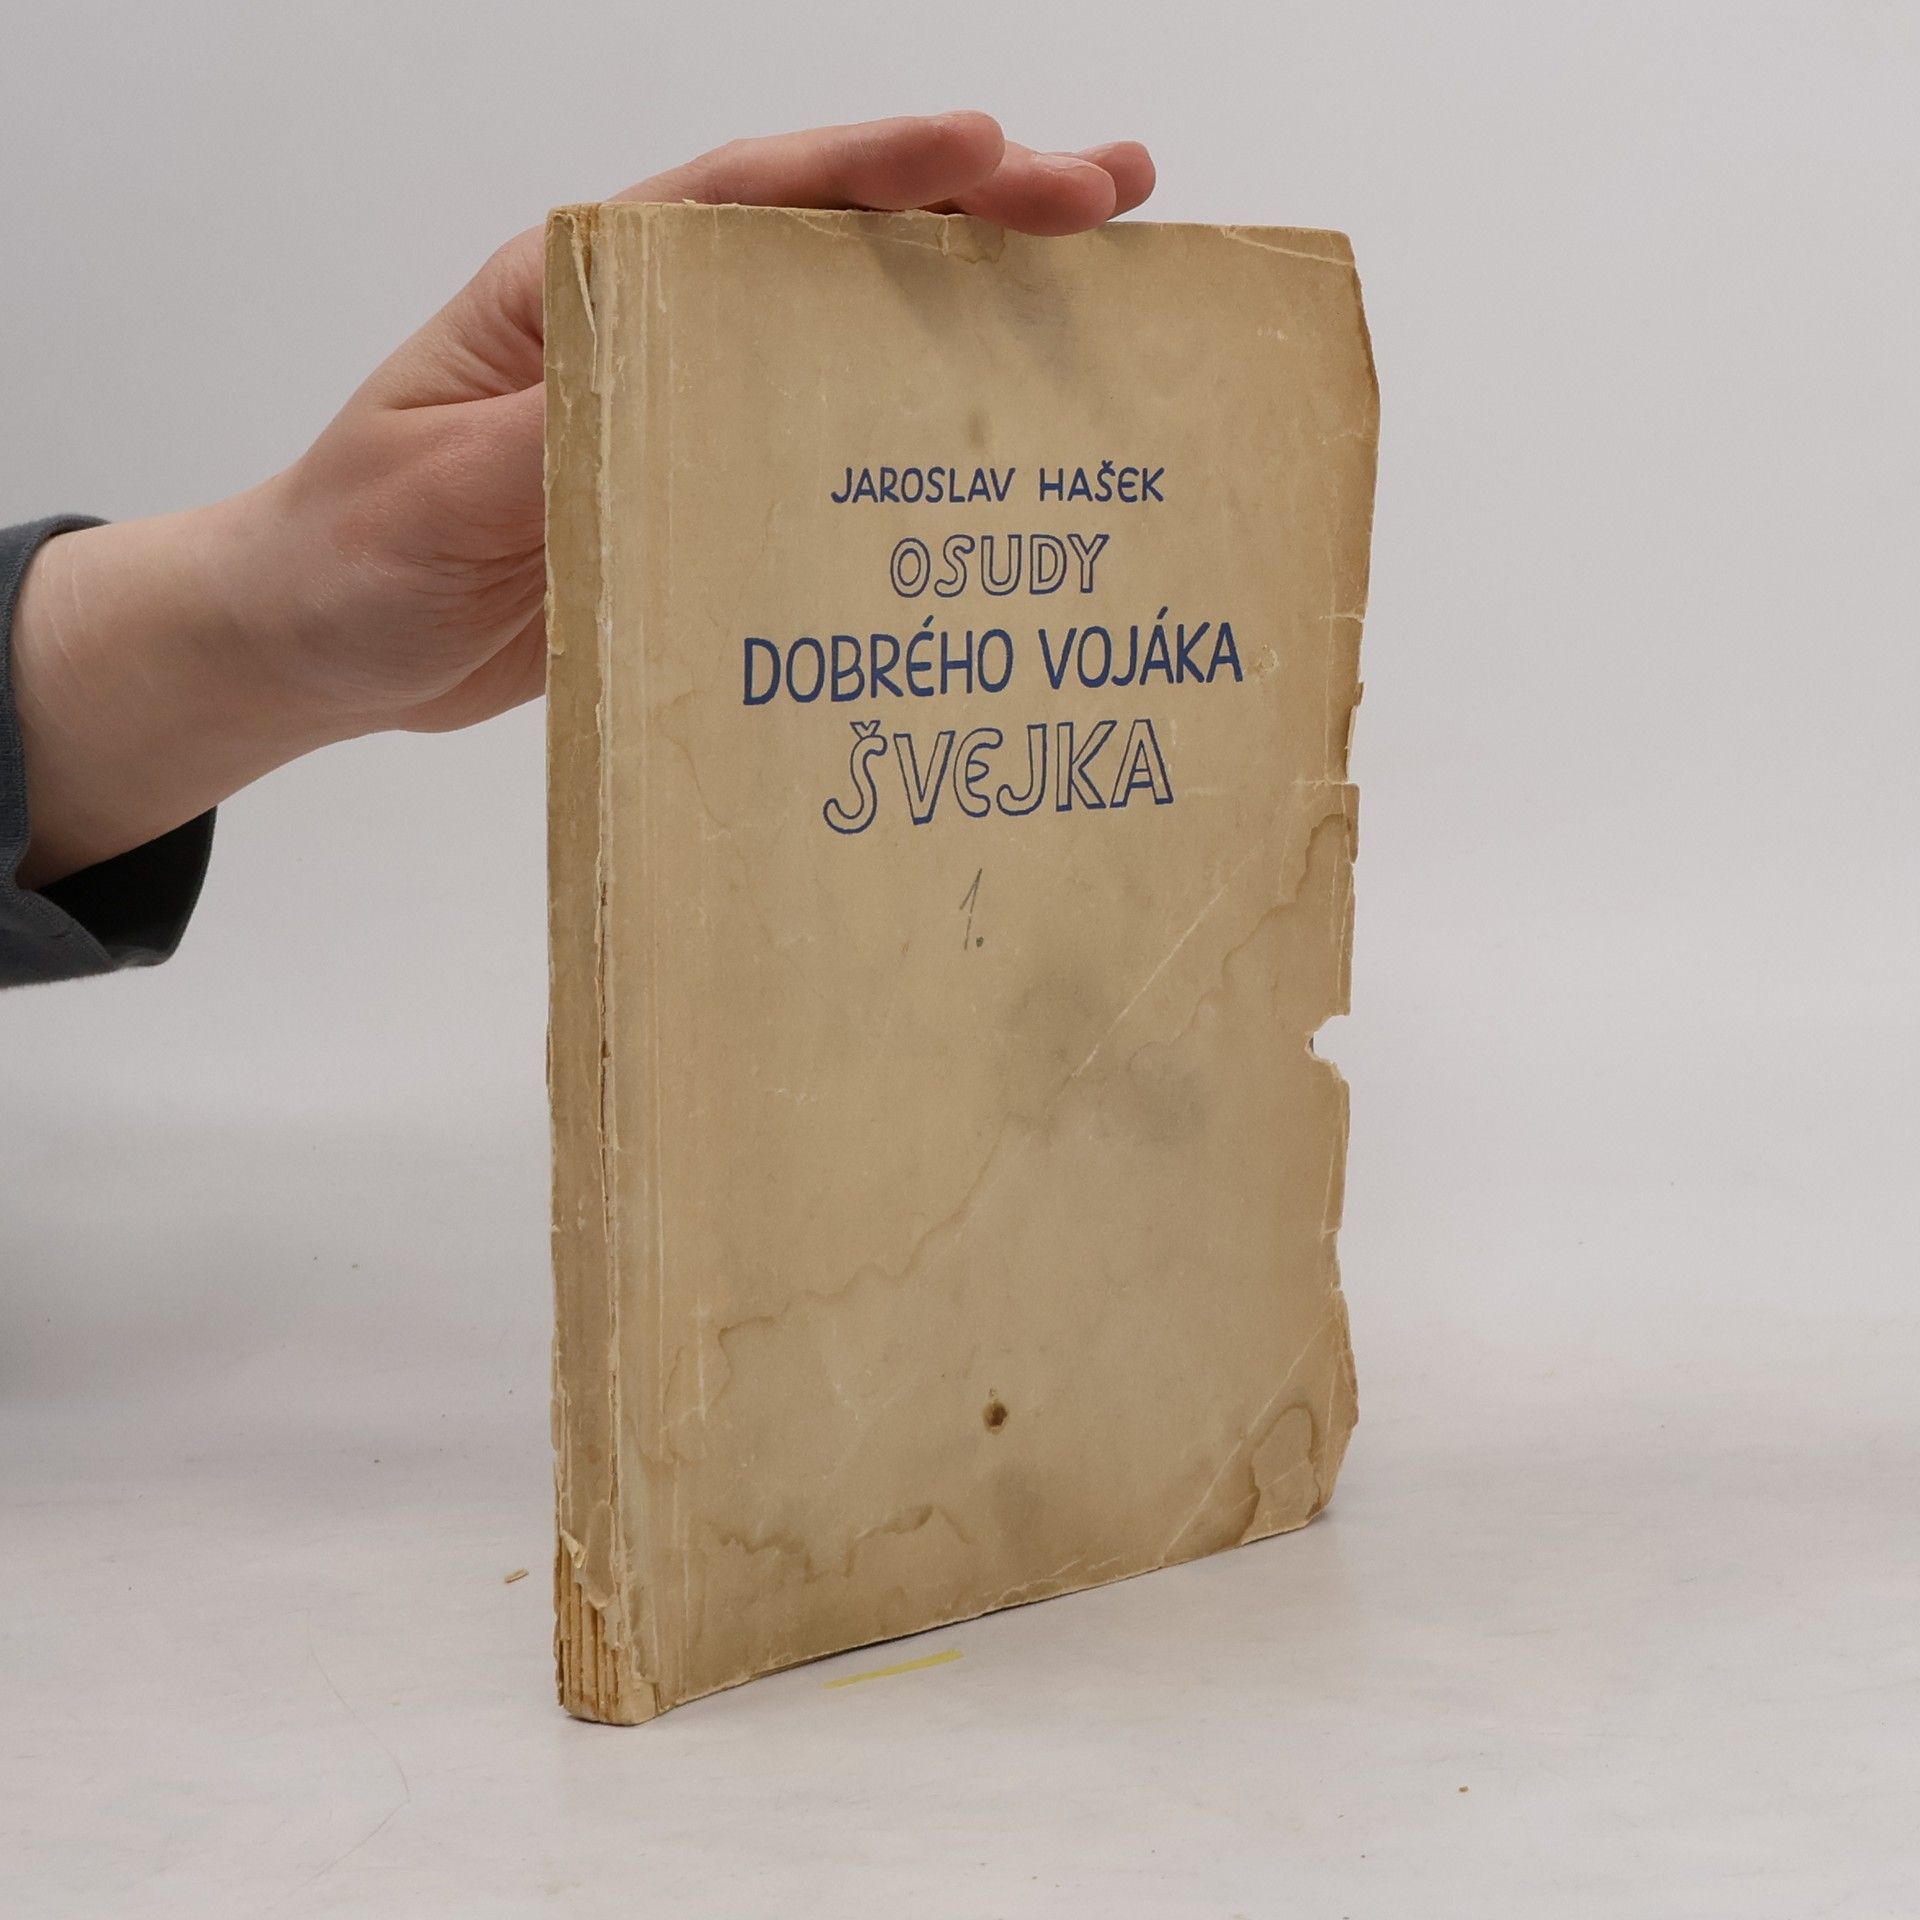 JAROSLAV HAŠEK
OSUDY
DOBRÉHO VOJÁKA
ŠVEJKA
1.